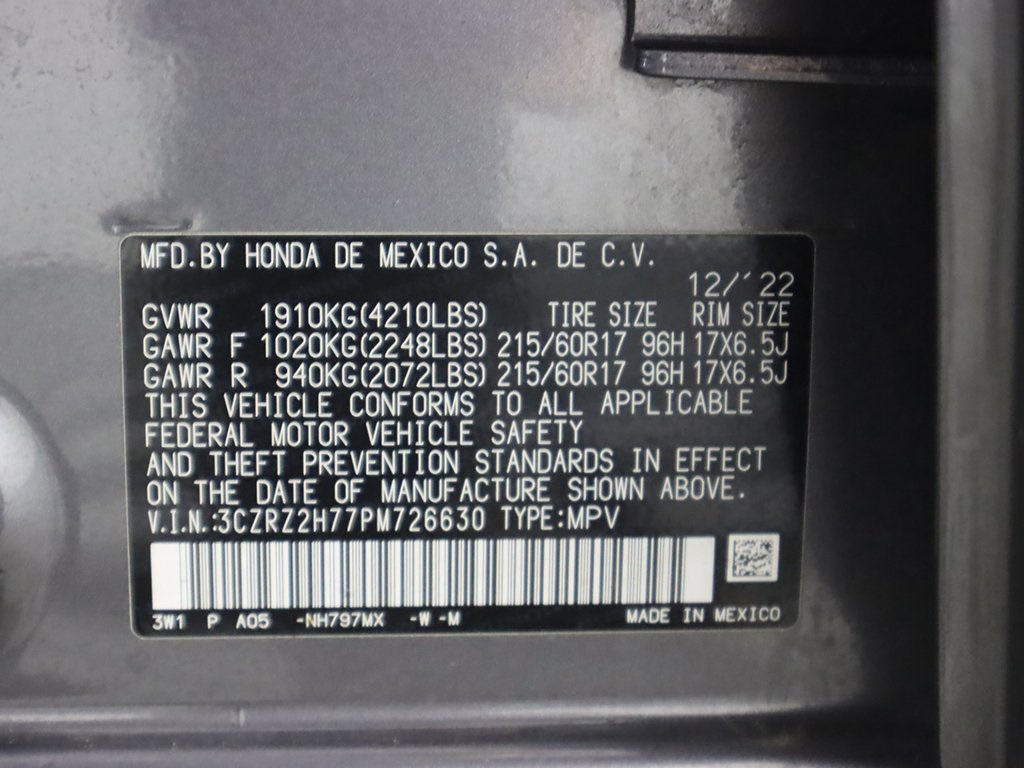 MFD.BY HONDA DE MEXICO S.A. DE C.V.
12/'22
GVWR 1910KG(4210LBS) TIRE SIZE RIM SIZE
GAWR F 1020KG(2248LBS) 215/60R17 96H 17X6.5J
GAWR R 940KG(2072LBS) 215/60R17 96H 17X6.5J
THIS VEHICLE CONFORMS TO ALL APPLICABLE
FEDERAL MOTOR VEHICLE SAFETY
AND THEFT PREVENTION STANDARDS IN EFFECT
ON THE DATE OF MANUFACTURE SHOWN ABOVE.
V.I.N.:3CZRZ2H77PM726630 TYPE:MPV
3W1 P A05 -NH797MX -W -M MADE IN MEXICO